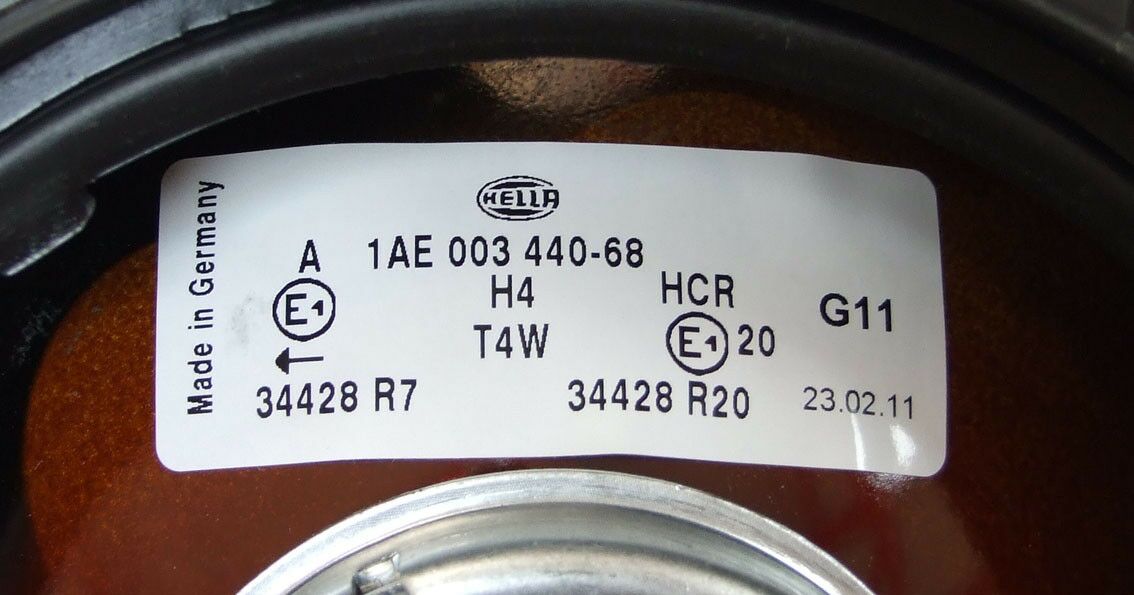 Made in Germany
HELLA
1AE 003 440-68
A
H4
HCR
G11
E1
T4W
E1 20
34428 R7
34428 R20
23.02.11